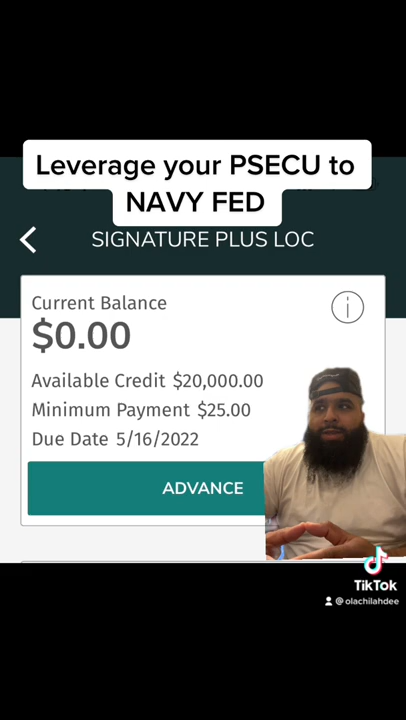 Leverage your PSECU to
NAVY FED
SIGNATURE PLUS LOC
Current Balance
$0.00
Available Credit $20,000.00
Minimum Payment $25.00
Due Date 5/16/2022
ADVANCE
TikTok
@olachilahdee